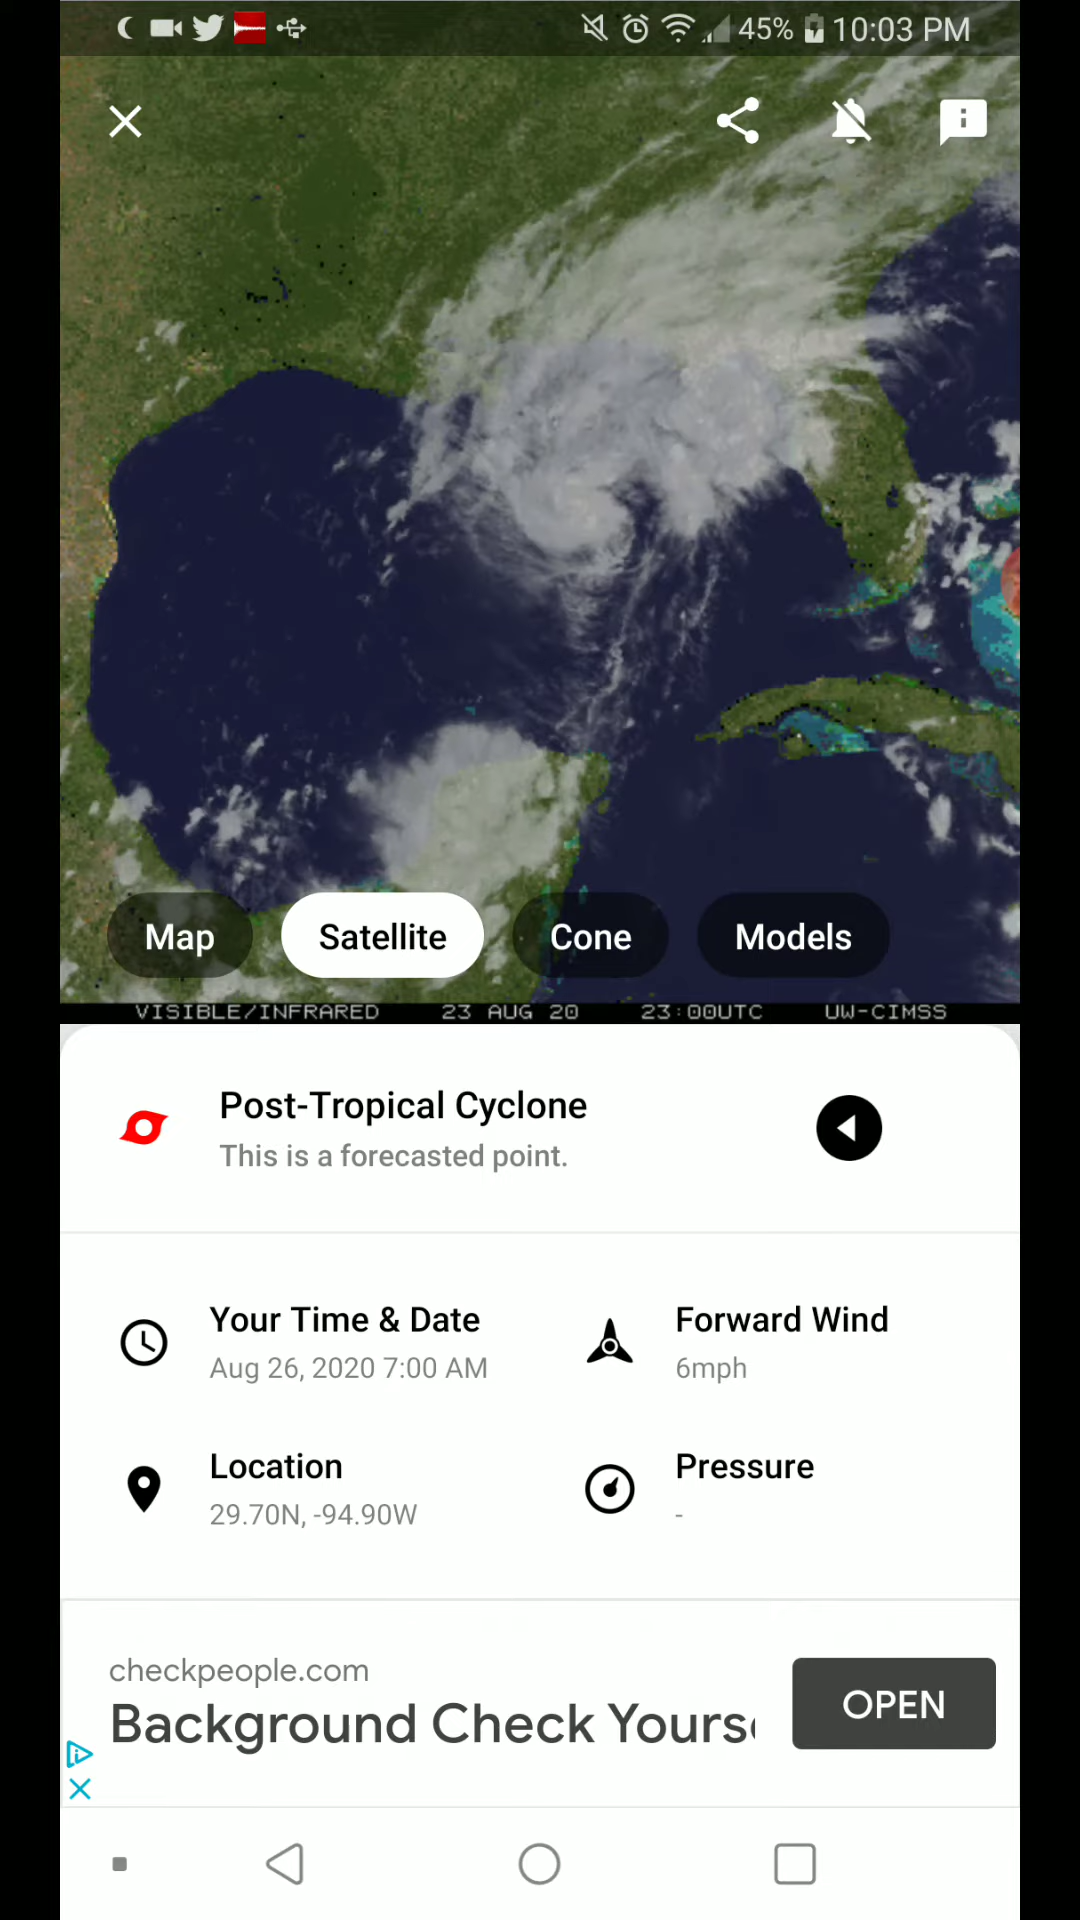 45% 10:03 PM
Map Satellite Cone Models
VISIBLE/INFRARED 23 AUG 20 23:00UTC UW-CIMSS
Post-Tropical Cyclone
This is a forecasted point.
Your Time & Date
Aug 26, 2020 7:00 AM
Forward Wind
6mph
Location
29.70N, -94.90W
Pressure
-
checkpeople.com
Background Check Yours
OPEN